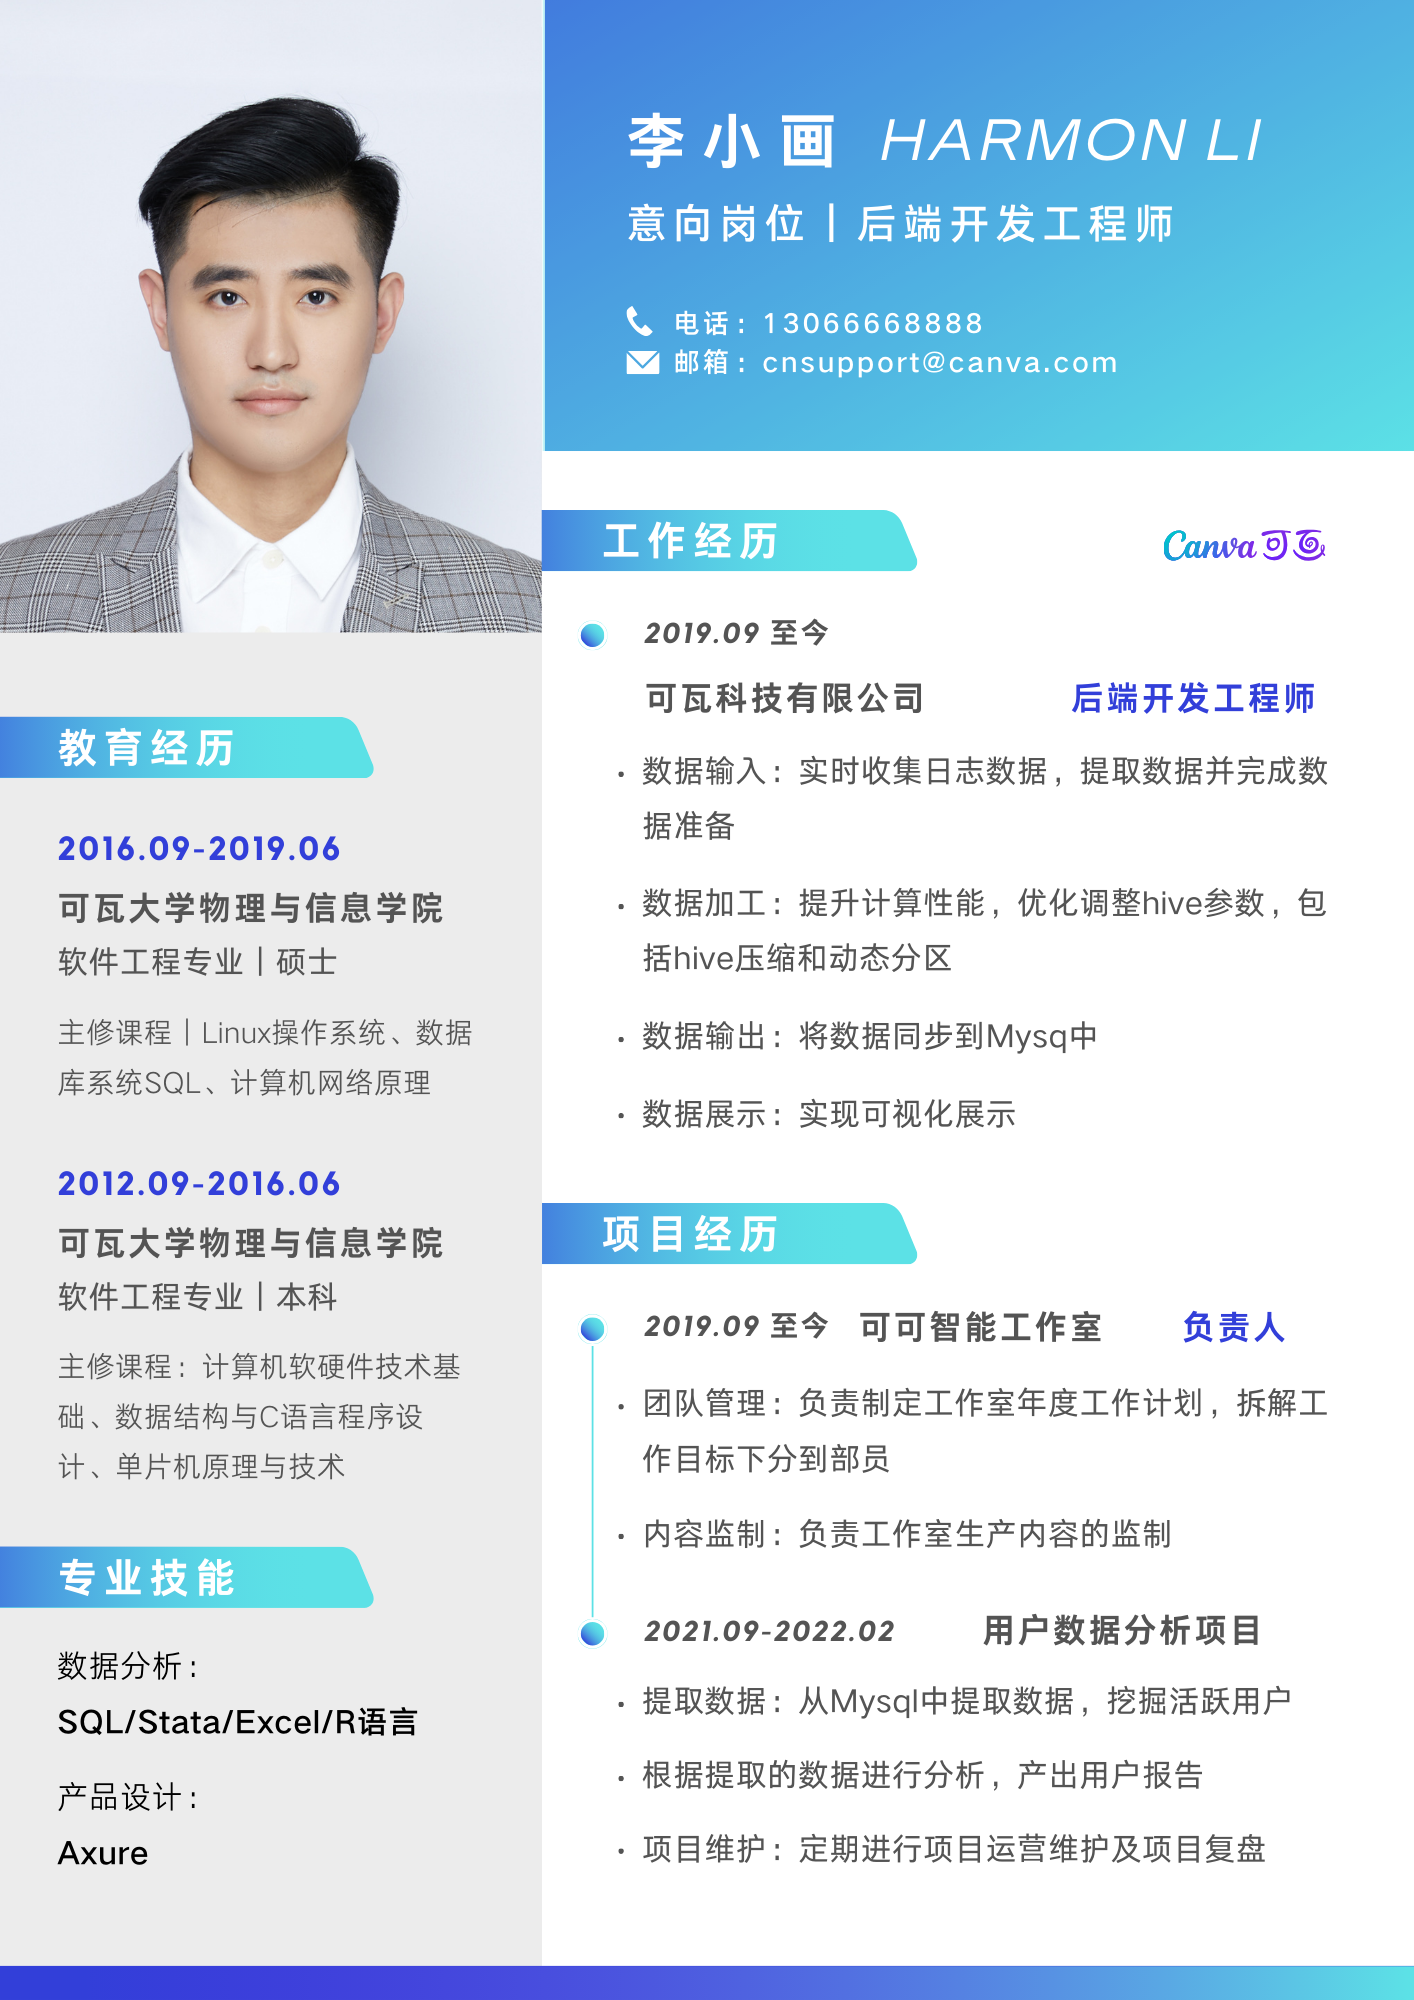 李小画 HARMON LI
意向岗位｜后端开发工程师
电话：13066668888
邮箱：cnsupport@canva.com
教育经历
2016.09-2019.06
可瓦大学物理与信息学院
软件工程专业｜硕士
主修课程｜Linux操作系统、数据
库系统SQL、计算机网络原理
2012.09-2016.06
可瓦大学物理与信息学院
软件工程专业｜本科
主修课程：计算机软硬件技术基
础、数据结构与C语言程序设
计、单片机原理与技术
专业技能
数据分析：
SQL/Stata/Excel/R语言
产品设计：
Axure
工作经历
Canva可画
2019.09 至今
可瓦科技有限公司 后端开发工程师
· 数据输入：实时收集日志数据，提取数据并完成数
据准备
· 数据加工：提升计算性能，优化调整hive参数，包
括hive压缩和动态分区
· 数据输出：将数据同步到Mysq中
· 数据展示：实现可视化展示
项目经历
2019.09 至今 可可智能工作室 负责人
· 团队管理：负责制定工作室年度工作计划，拆解工
作目标下分到部员
· 内容监制：负责工作室生产内容的监制
2021.09-2022.02 用户数据分析项目
· 提取数据：从Mysql中提取数据，挖掘活跃用户
· 根据提取的数据进行分析，产出用户报告
· 项目维护：定期进行项目运营维护及项目复盘